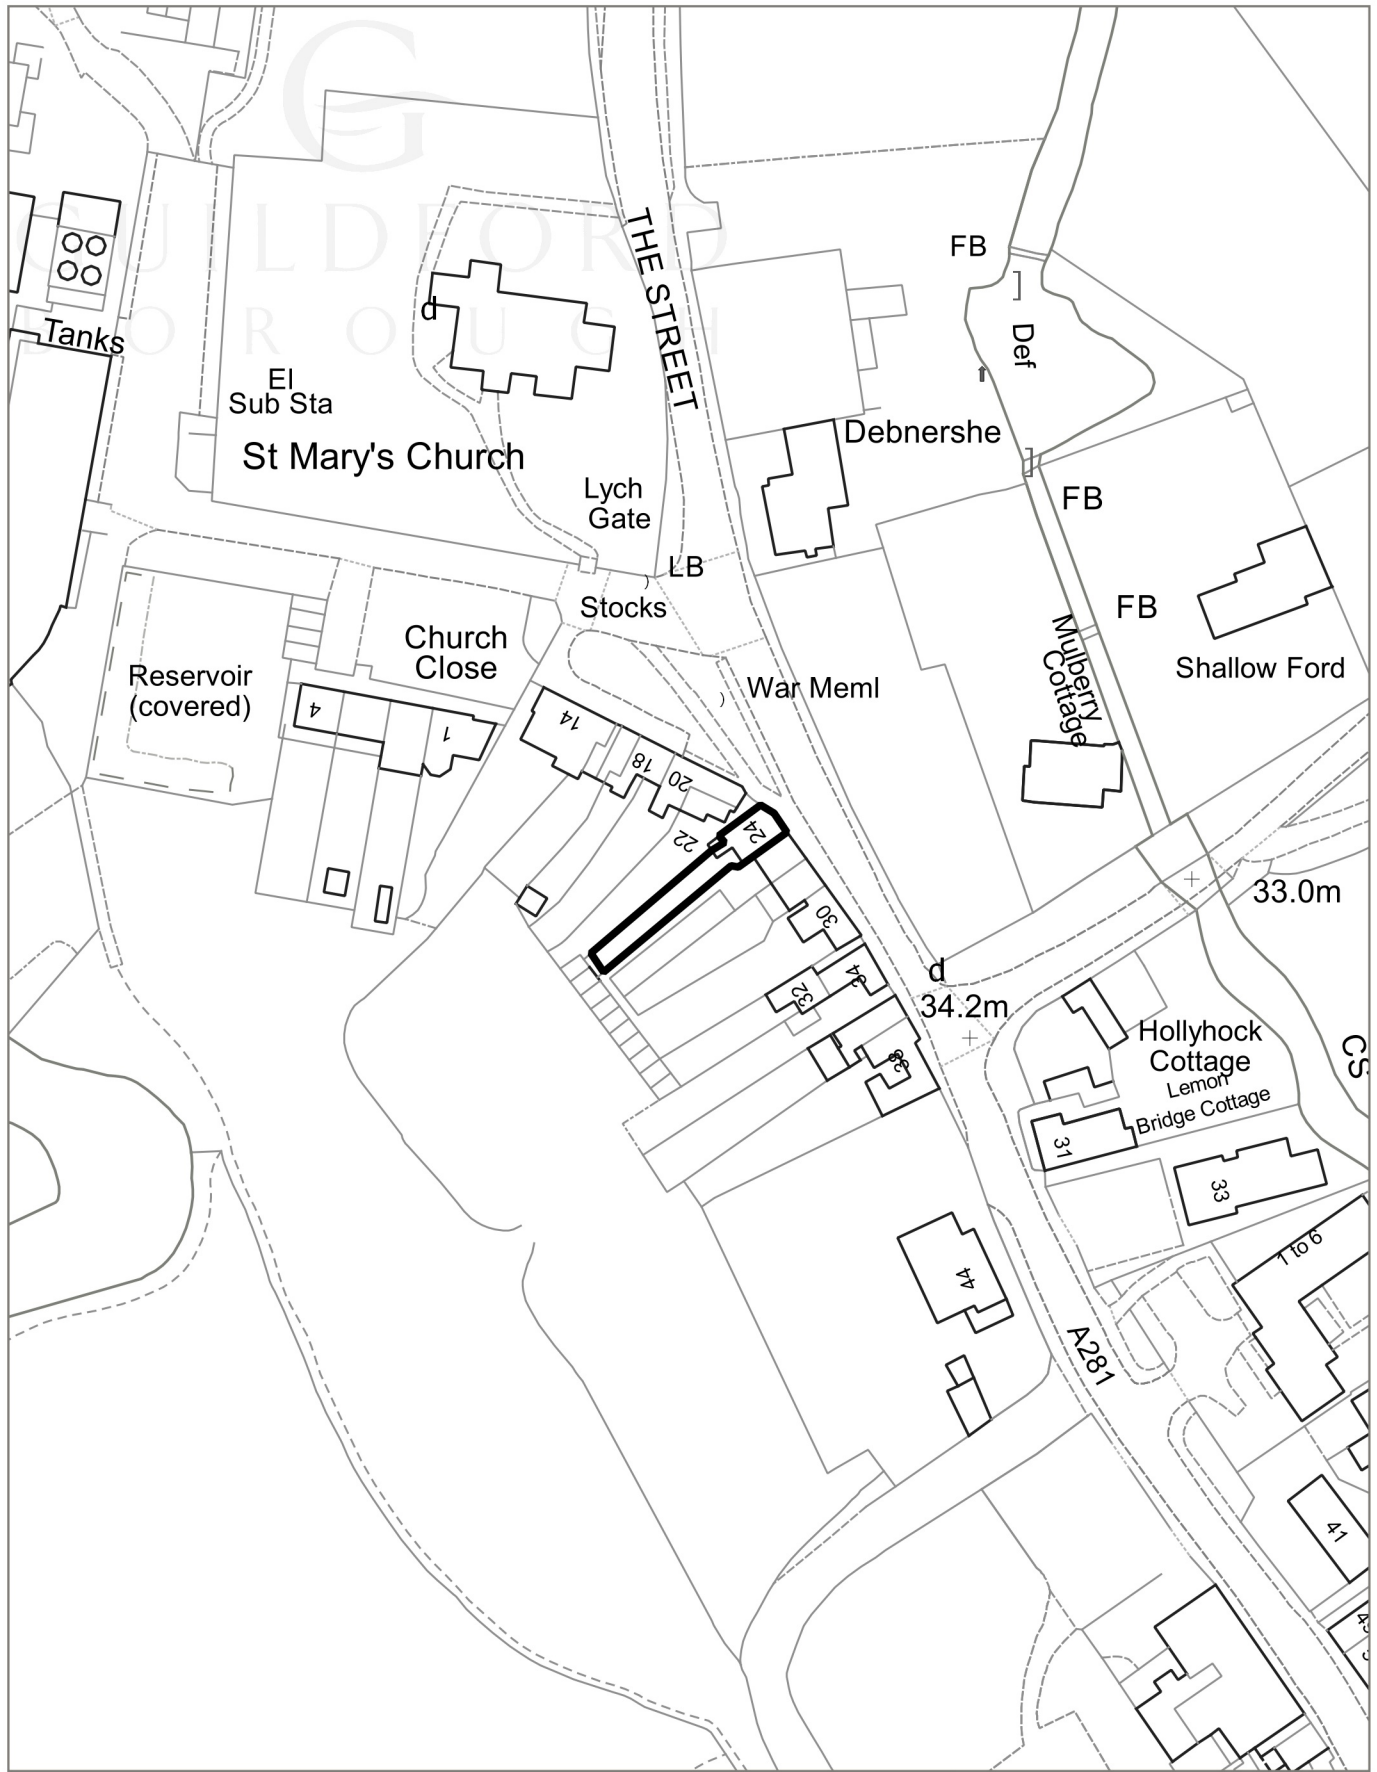 G
GUILDFORD
BOROUGH
THE STREET
FB
Tanks
d
Def
El
Sub Sta
St Mary's Church
Debnershe
Lych
Gate
FB
LB
Stocks
FB
Church
Close
Mulberry
Cottage
Shallow Ford
Reservoir
(covered)
War Meml
4
1
14
18
20
22
24
33.0m
30
d
34.2m
34
32
38
Hollyhock
Cottage
Lemon
Bridge Cottage
CS
31
33
1 to 6
44
A281
41